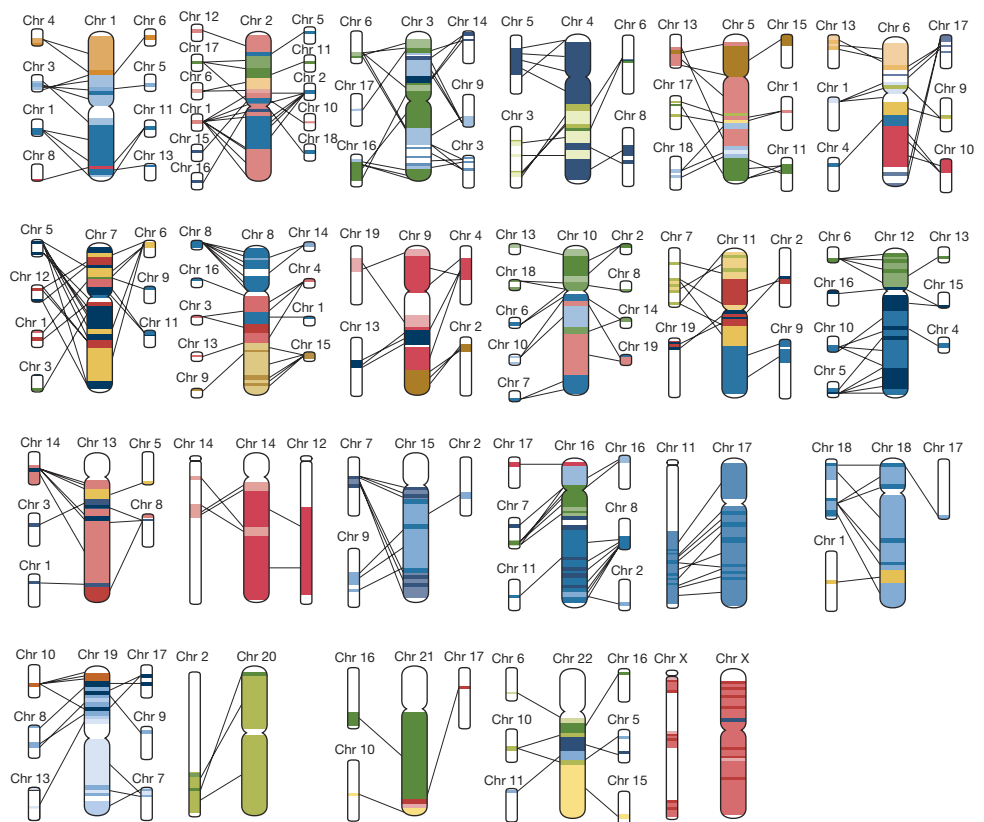 Chr 4 Chr 1 Chr 6
Chr 3 Chr 5
Chr 1 Chr 11
Chr 8 Chr 13
Chr 12 Chr 2 Chr 5
Chr 17 Chr 11
Chr 6 Chr 2
Chr 1 Chr 10
Chr 15 Chr 18
Chr 16
Chr 6 Chr 3 Chr 14
Chr 17 Chr 9
Chr 16 Chr 3
Chr 5 Chr 4 Chr 6
Chr 3 Chr 8
Chr 13 Chr 5 Chr 15
Chr 17 Chr 1
Chr 18 Chr 11
Chr 13 Chr 6 Chr 17
Chr 1 Chr 9
Chr 4 Chr 10
Chr 5 Chr 7 Chr 6
Chr 12 Chr 9
Chr 1 Chr 11
Chr 3
Chr 8 Chr 8 Chr 14
Chr 16 Chr 4
Chr 3 Chr 1
Chr 13 Chr 15
Chr 9
Chr 19 Chr 9 Chr 4
Chr 13 Chr 2
Chr 13 Chr 10 Chr 2
Chr 18 Chr 8
Chr 6 Chr 14
Chr 10 Chr 19
Chr 7
Chr 7 Chr 11 Chr 2
Chr 19 Chr 9
Chr 6 Chr 12 Chr 13
Chr 16 Chr 15
Chr 10 Chr 4
Chr 5
Chr 14 Chr 13 Chr 5
Chr 3 Chr 8
Chr 1
Chr 14 Chr 14 Chr 12
Chr 7 Chr 15 Chr 2
Chr 9
Chr 17 Chr 16 Chr 16
Chr 7 Chr 8
Chr 11 Chr 2
Chr 11 Chr 17
Chr 18 Chr 18 Chr 17
Chr 1
Chr 10 Chr 19 Chr 17
Chr 8 Chr 9
Chr 13 Chr 7
Chr 2 Chr 20
Chr 16 Chr 21 Chr 17
Chr 10
Chr 6 Chr 22 Chr 16
Chr 10 Chr 5
Chr 11 Chr 15
Chr X Chr X